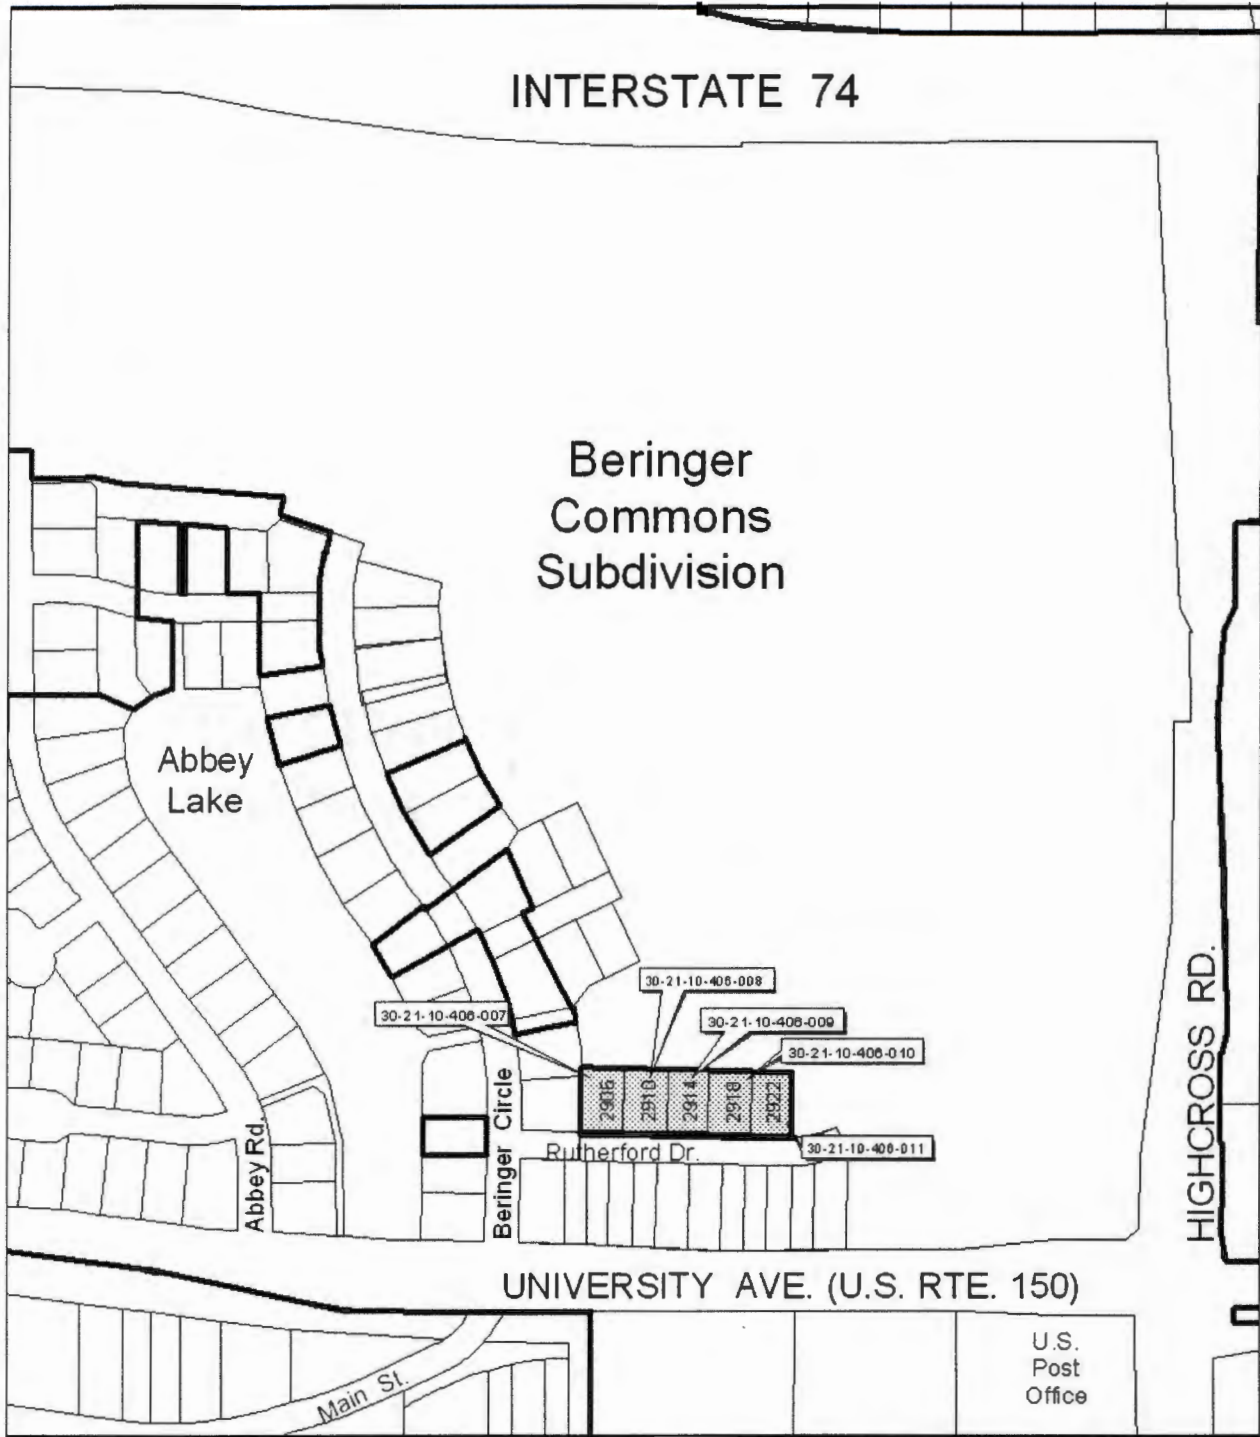 INTERSTATE 74
Beringer
Commons
Subdivision
Abbey
Lake
30-21-10-406-008
30-21-10-406-007
30-21-10-406-009
30-21-10-406-010
2906
2910
2914
2918
2922
30-21-10-406-011
Rutherford Dr.
Beringer Circle
Abbey Rd.
HIGHCROSS RD.
UNIVERSITY AVE. (U.S. RTE. 150)
Main St.
U.S.
Post
Office